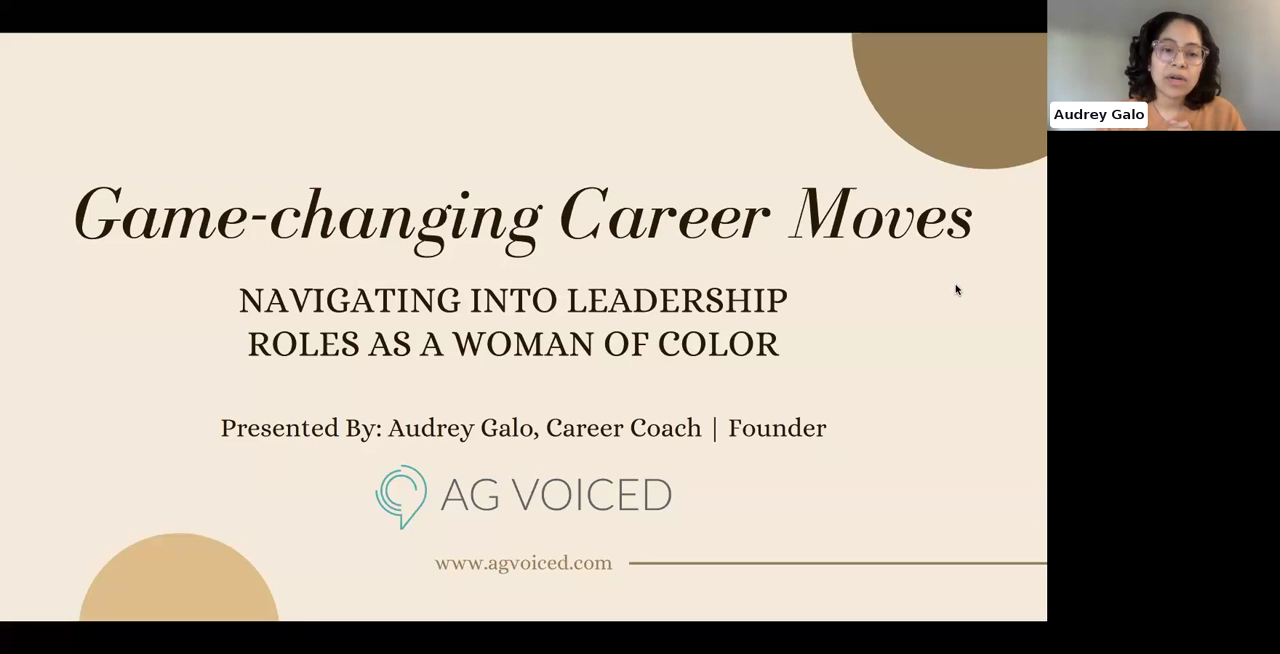 Game-changing Career Moves
NAVIGATING INTO LEADERSHIP
ROLES AS A WOMAN OF COLOR
Presented By: Audrey Galo, Career Coach | Founder
AG VOICED
www.agvoiced.com
Audrey Galo